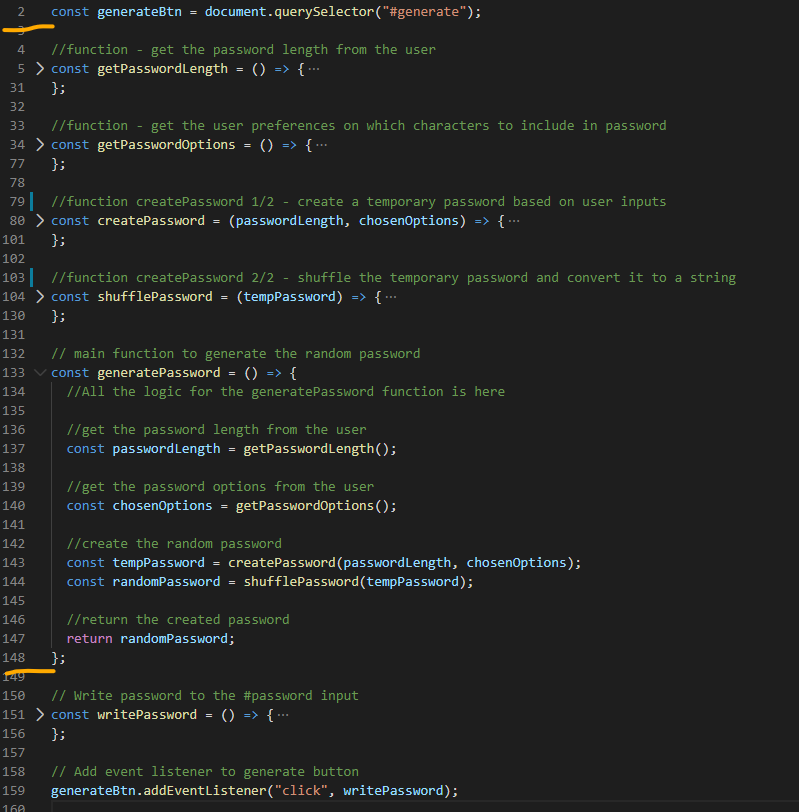 2 const generateBtn = document.querySelector("#generate");
3
4 //function - get the password length from the user
5 const getPasswordLength = () => {···
31 };
32
33 //function - get the user preferences on which characters to include in password
34 const getPasswordOptions = () => {···
77 };
78
79 //function createPassword 1/2 - create a temporary password based on user inputs
80 const createPassword = (passwordLength, chosenOptions) => {···
101 };
102
103 //function createPassword 2/2 - shuffle the temporary password and convert it to a string
104 const shufflePassword = (tempPassword) => {···
130 };
131
132 // main function to generate the random password
133 const generatePassword = () => {
134 //All the logic for the generatePassword function is here
135
136 //get the password length from the user
137 const passwordLength = getPasswordLength();
138
139 //get the password options from the user
140 const chosenOptions = getPasswordOptions();
141
142 //create the random password
143 const tempPassword = createPassword(passwordLength, chosenOptions);
144 const randomPassword = shufflePassword(tempPassword);
145
146 //return the created password
147 return randomPassword;
148 };
149
150 // Write password to the #password input
151 const writePassword = () => {···
156 };
157
158 // Add event listener to generate button
159 generateBtn.addEventListener("click", writePassword);
160